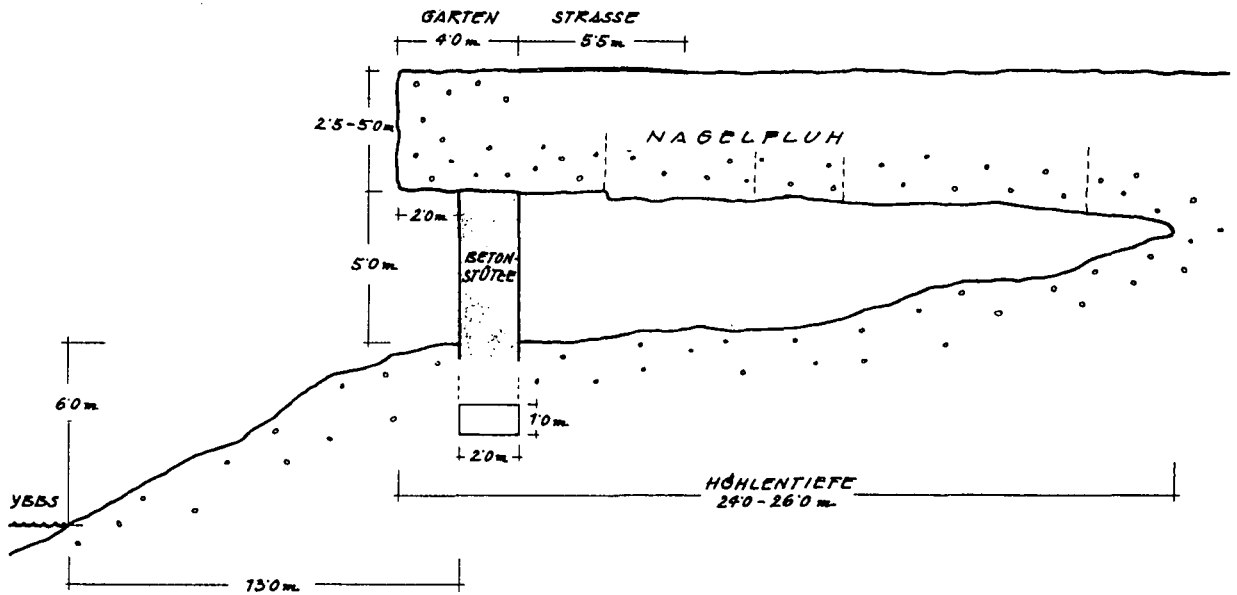 GARTEN
4'0 m.
STRASSE
5'5 m.
2'5-5'0 m
NAGELFLUH
2'0 m.
5'0 m.
BETON-
STÜTZE
6'0 m.
1'0 m.
2'0 m.
YBBS
HÖHLENTIEFE
24'0-26'0 m.
13'0 m.